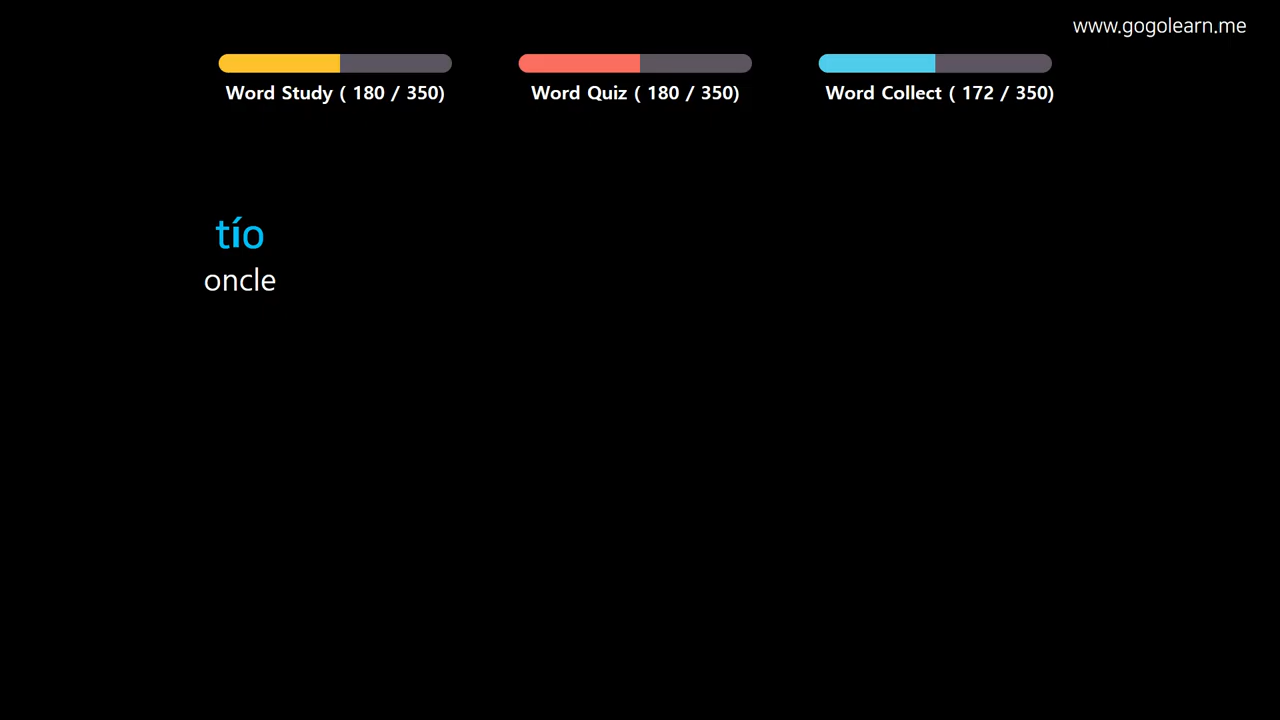 www.gogolearn.me
Word Study ( 180 / 350)
Word Quiz ( 180 / 350)
Word Collect ( 172 / 350)
tío
oncle